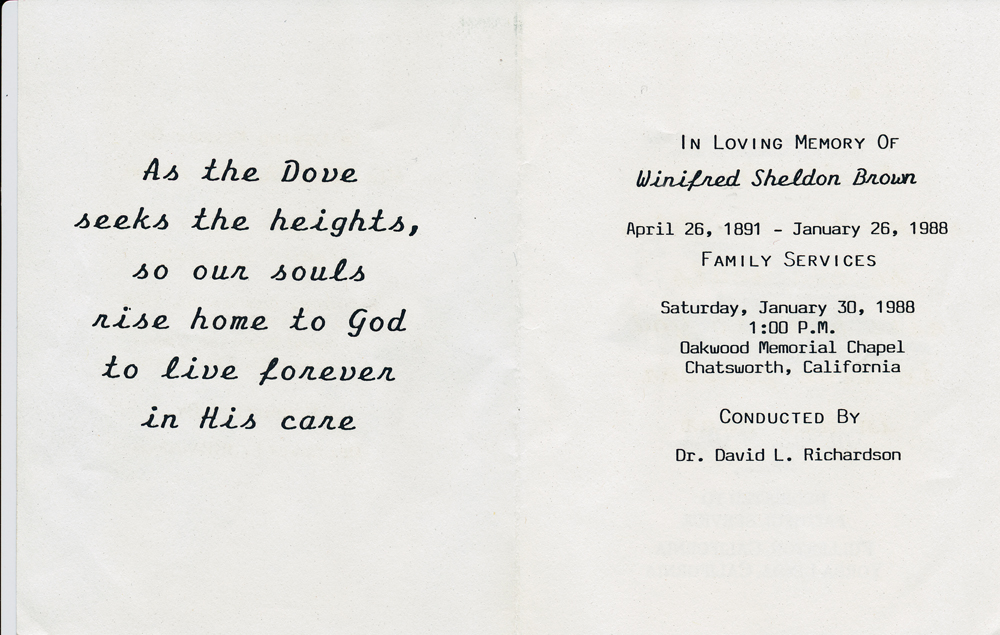 As the Dove
seeks the heights,
so our souls
rise home to God
to live forever
in His care
In Loving Memory Of
Winifred Sheldon Brown
April 26, 1891 - January 26, 1988
Family Services
Saturday, January 30, 1988
1:00 P.M.
Oakwood Memorial Chapel
Chatsworth, California
Conducted By
Dr. David L. Richardson